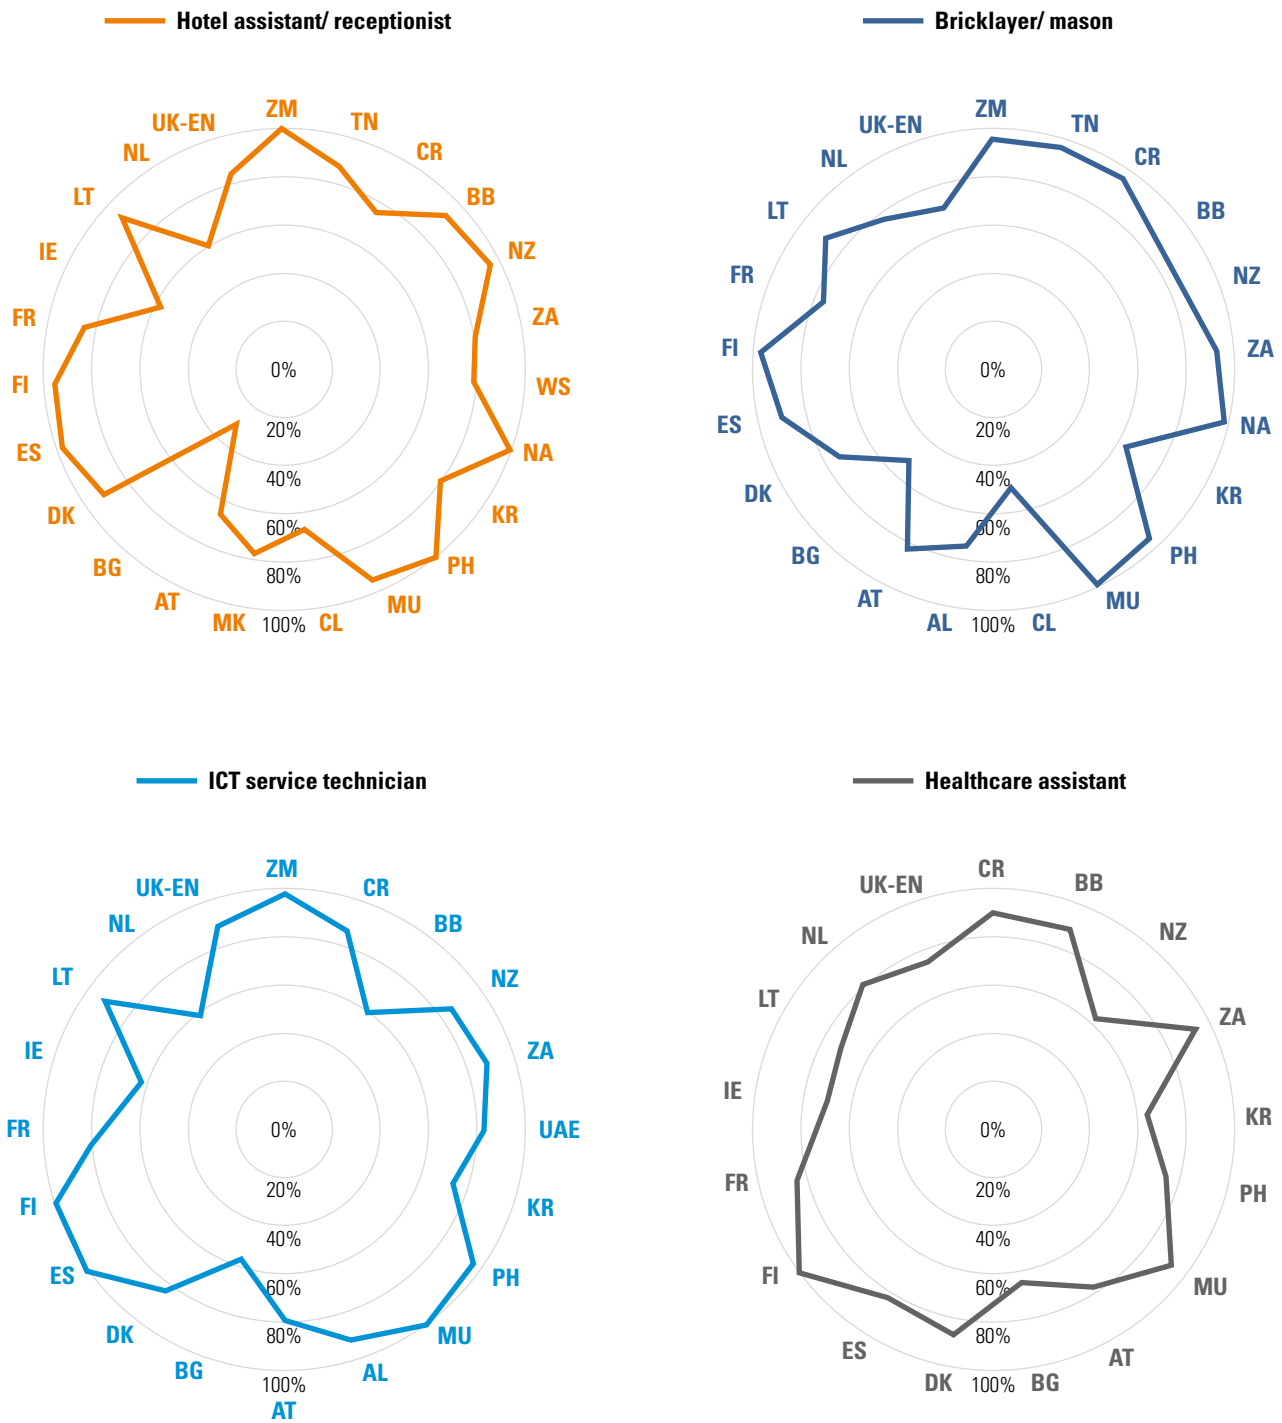 Hotel assistant/ receptionist
ZM
TN
CR
BB
NZ
ZA
WS
NA
KR
PH
MU
CL
MK
AT
BG
DK
ES
FI
FR
IE
LT
NL
UK-EN
0%
20%
40%
60%
80%
100%
Bricklayer/ mason
ZM
TN
CR
BB
NZ
ZA
NA
KR
PH
MU
CL
AL
AT
BG
DK
ES
FI
FR
LT
NL
UK-EN
0%
20%
40%
60%
80%
100%
ICT service technician
ZM
CR
BB
NZ
ZA
UAE
KR
PH
MU
AL
AT
BG
DK
ES
FI
FR
IE
LT
NL
UK-EN
0%
20%
40%
60%
80%
100%
Healthcare assistant
CR
BB
NZ
ZA
KR
PH
MU
AT
BG
DK
ES
FI
FR
IE
LT
NL
UK-EN
0%
20%
40%
60%
80%
100%